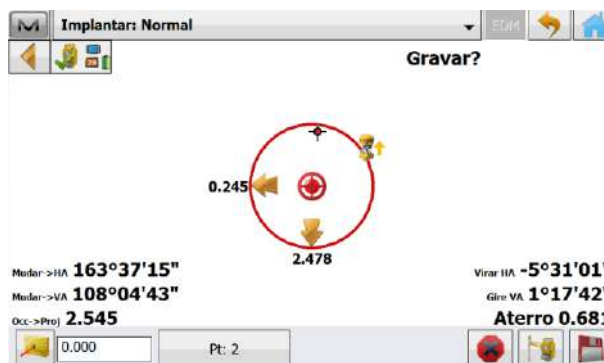 Implantar: Normal
EDM
Gravar?
0.245
2.478
Mudar->HA 163°37'15"
Virar HA -5°31'01"
Mudar->VA 108°04'43"
Gire VA 1°17'42"
Occ->Proj 2.545
Aterro 0.681
0.000
Pt: 2